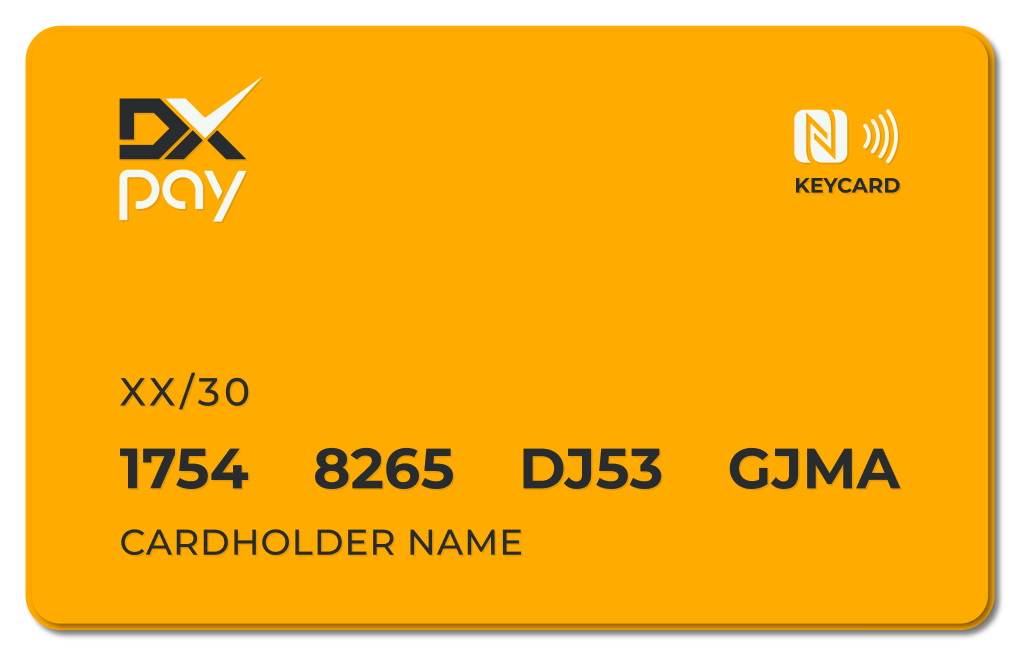 DX
pay
N
KEYCARD
XX/30
1754 8265 DJ53 GJMA
CARDHOLDER NAME